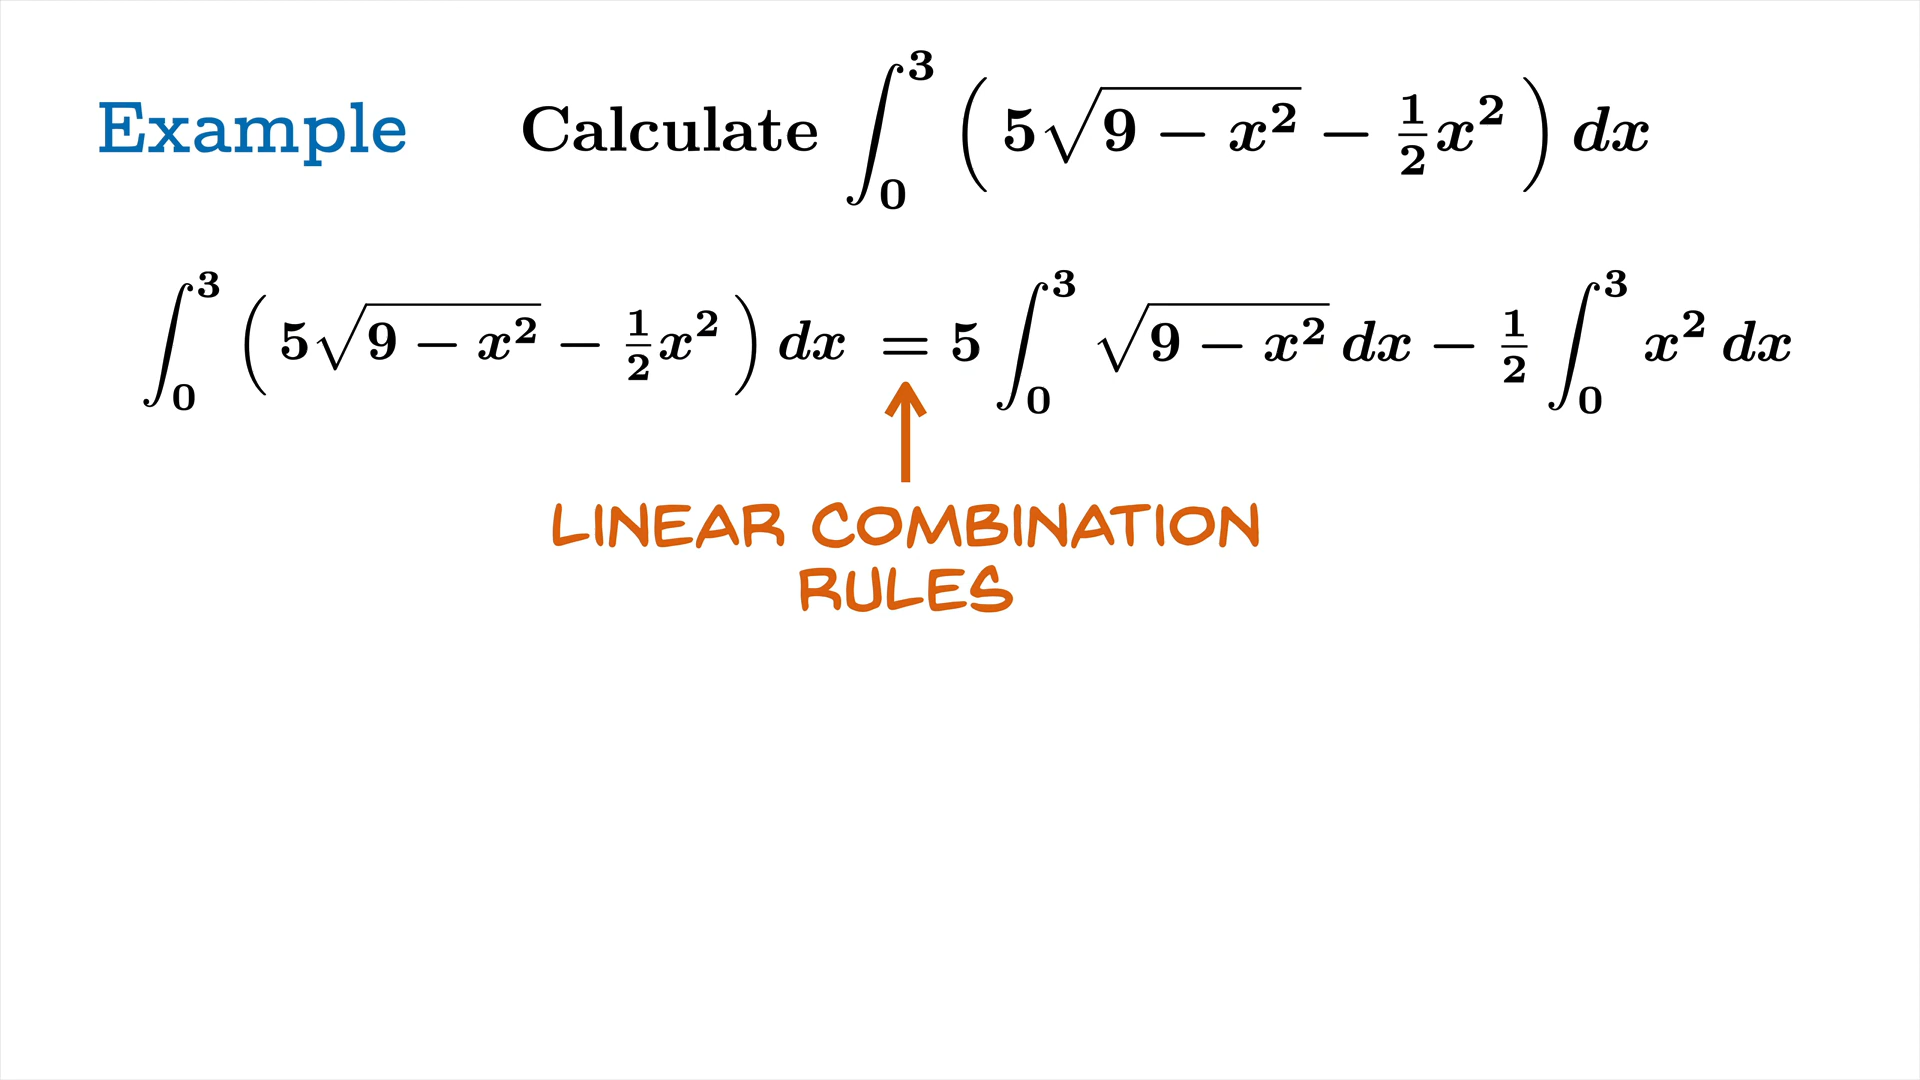 Example Calculate ∫₀³ ( 5√(9 − x²) − ½x² ) dx
∫₀³ ( 5√(9 − x²) − ½x² ) dx = 5 ∫₀³ √(9 − x²) dx − ½ ∫₀³ x² dx
LINEAR COMBINATION
RULES